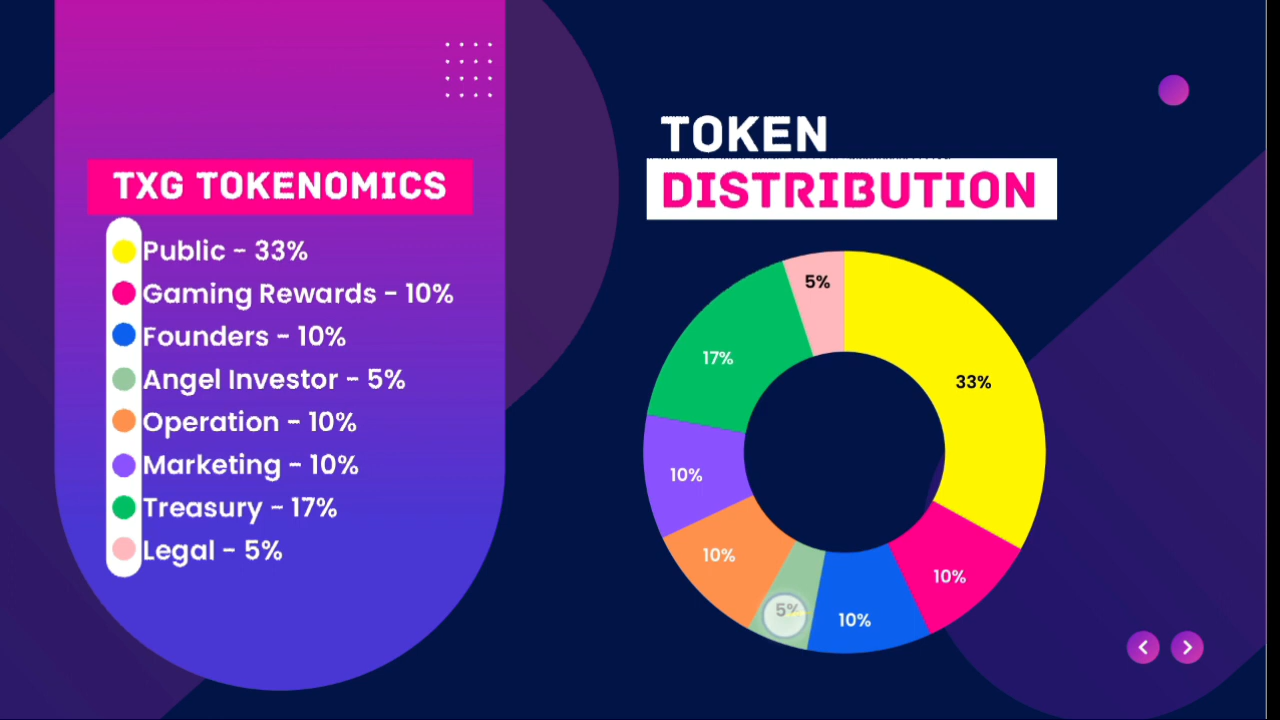 TXG TOKENOMICS
Public - 33%
Gaming Rewards - 10%
Founders - 10%
Angel Investor - 5%
Operation - 10%
Marketing - 10%
Treasury - 17%
Legal - 5%
TOKEN
DISTRIBUTION
5%
33%
17%
10%
10%
10%
5%
10%